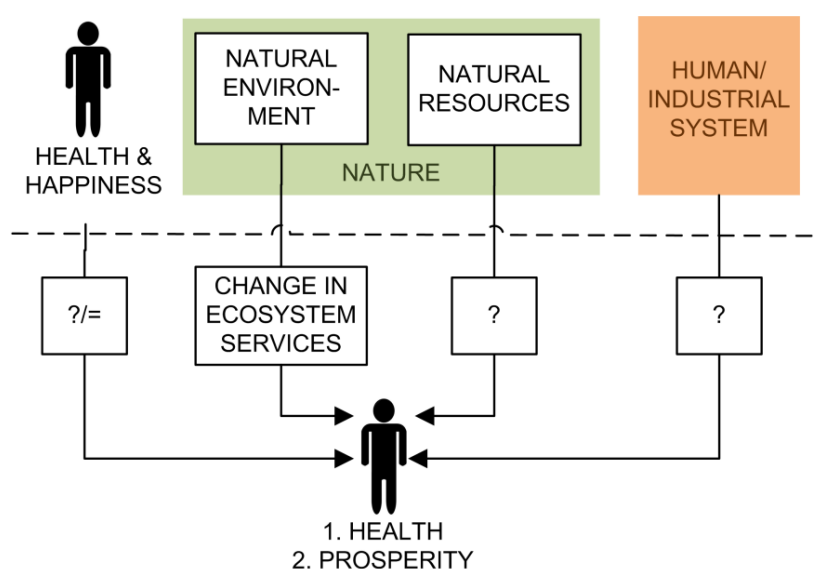 HEALTH &
HAPPINESS
NATURAL
ENVIRON-
MENT
NATURAL
RESOURCES
NATURE
HUMAN/
INDUSTRIAL
SYSTEM
?/=
CHANGE IN
ECOSYSTEM
SERVICES
?
?
1. HEALTH
2. PROSPERITY